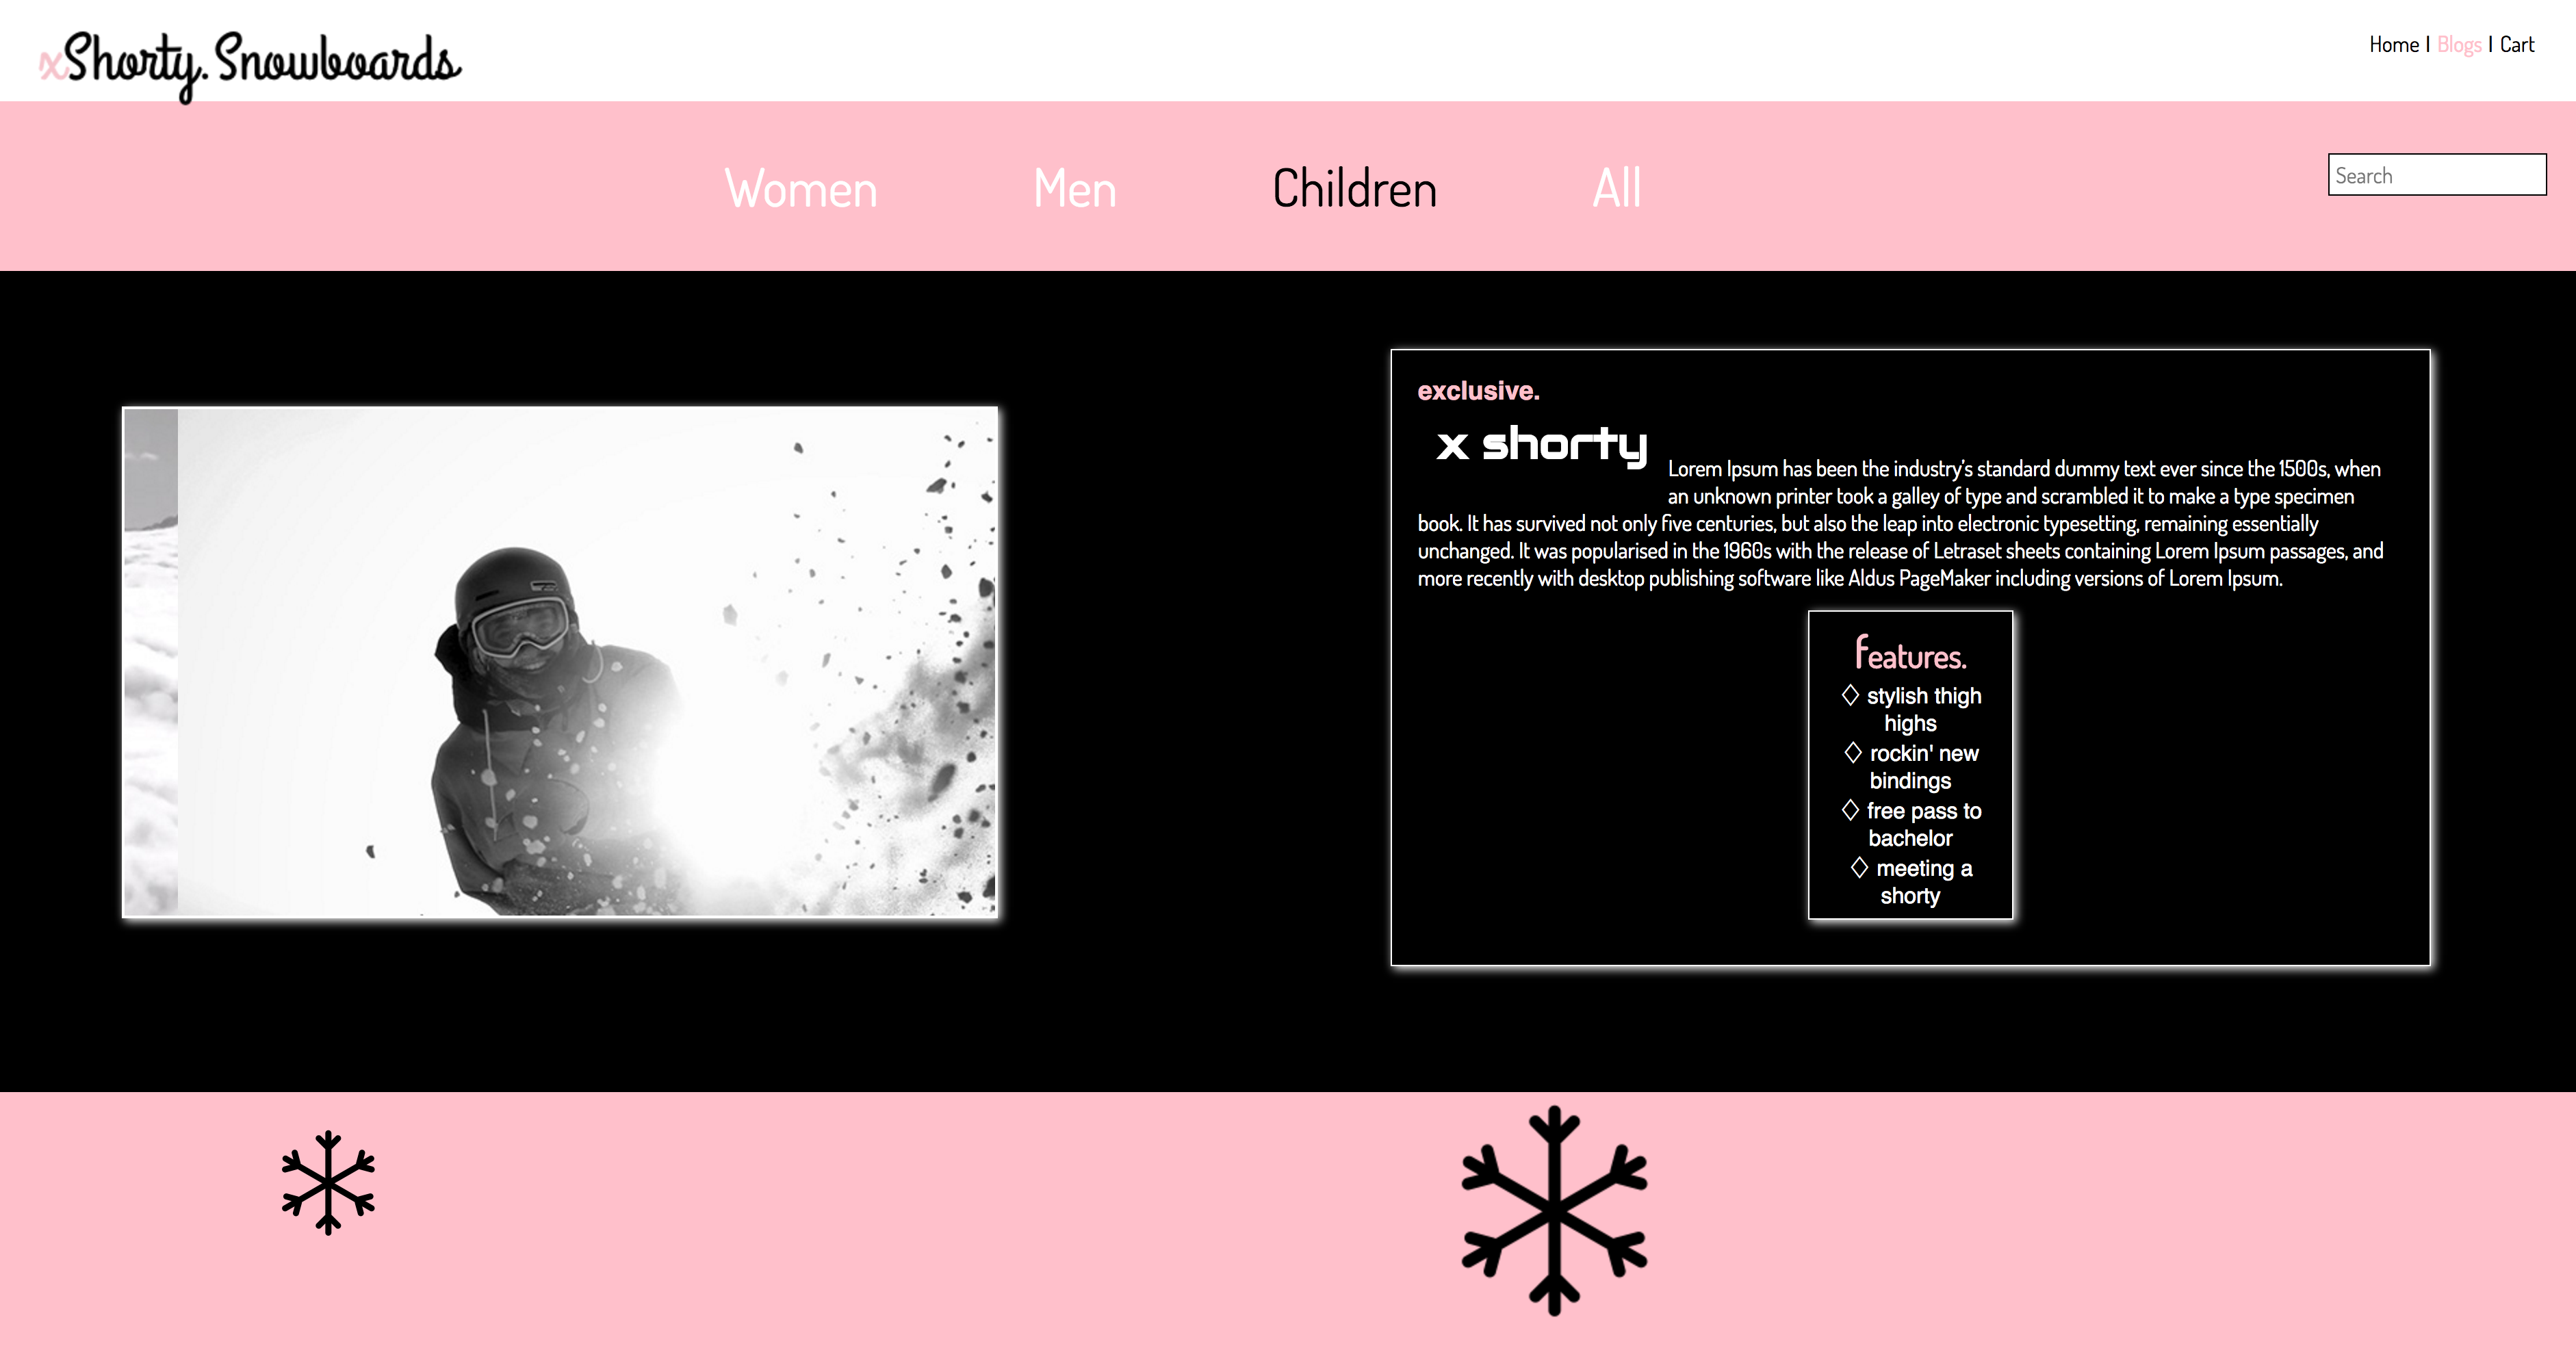 xShorty. Snowboards
Home | Blogs | Cart
Women Men Children All
Search
exclusive.
x shorty
Lorem Ipsum has been the industry's standard dummy text ever since the 1500s, when
an unknown printer took a galley of type and scrambled it to make a type specimen
book. It has survived not only five centuries, but also the leap into electronic typesetting, remaining essentially
unchanged. It was popularised in the 1960s with the release of Letraset sheets containing Lorem Ipsum passages, and
more recently with desktop publishing software like Aldus PageMaker including versions of Lorem Ipsum.
features.
♢ stylish thigh
highs
♢ rockin' new
bindings
♢ free pass to
bachelor
♢ meeting a
shorty